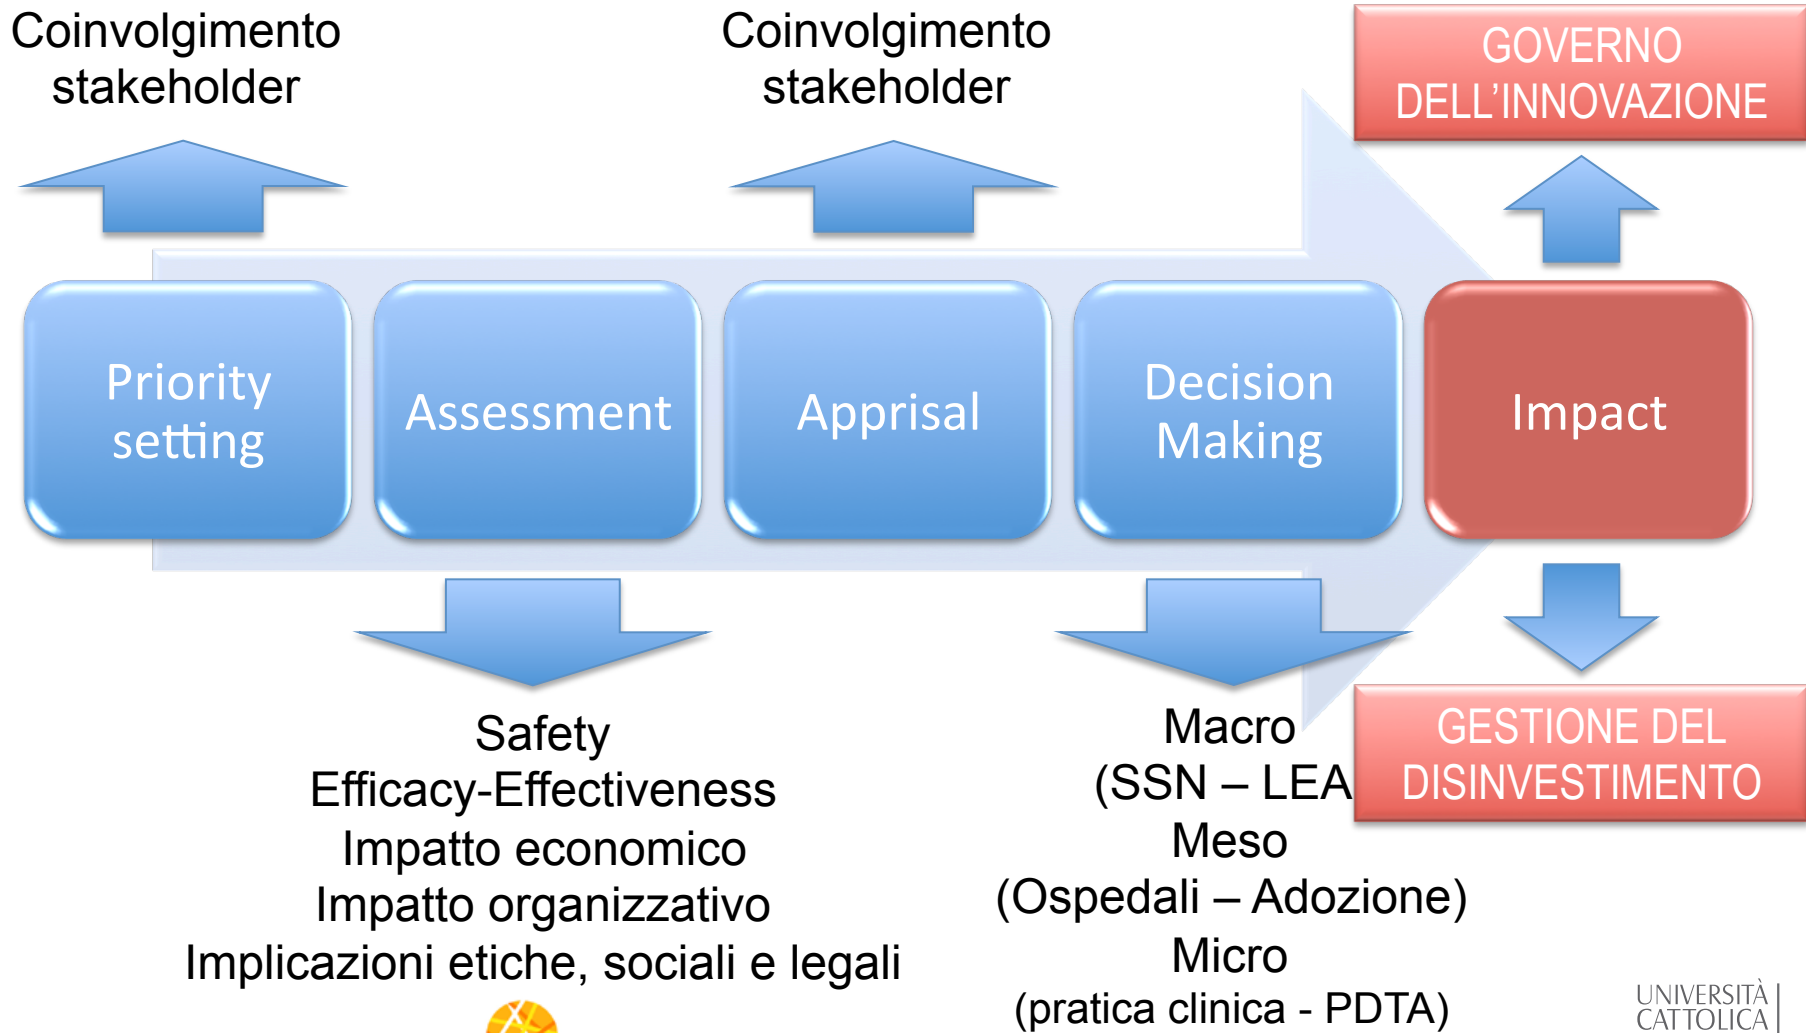 Coinvolgimento
stakeholder
Coinvolgimento
stakeholder
GOVERNO
DELL’INNOVAZIONE
Priority
setting
Assessment
Apprisal
Decision
Making
Impact
Safety
Efficacy-Effectiveness
Impatto economico
Impatto organizzativo
Implicazioni etiche, sociali e legali
Macro
(SSN – LEA
Meso
(Ospedali – Adozione)
Micro
(pratica clinica - PDTA)
GESTIONE DEL
DISINVESTIMENTO
UNIVERSITÀ
CATTOLICA